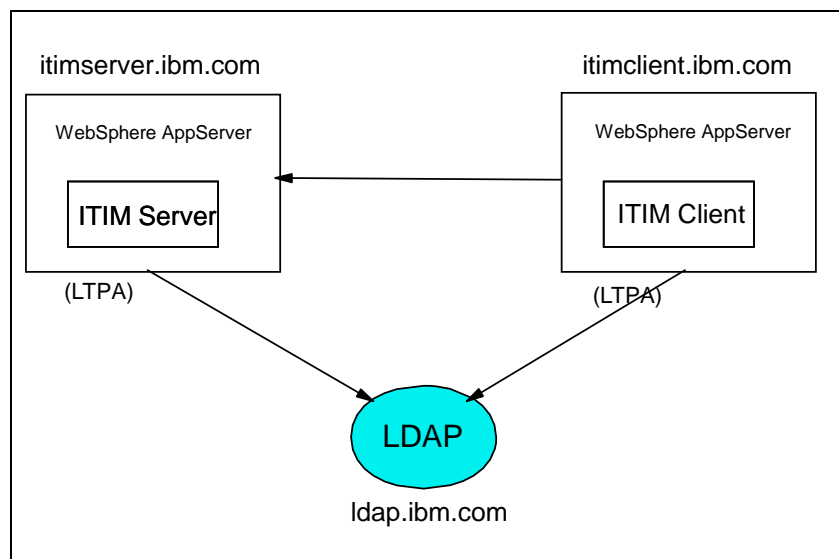 itimserver.ibm.com
itimclient.ibm.com
WebSphere AppServer
WebSphere AppServer
ITIM Server
ITIM Client
(LTPA)
(LTPA)
LDAP
ldap.ibm.com